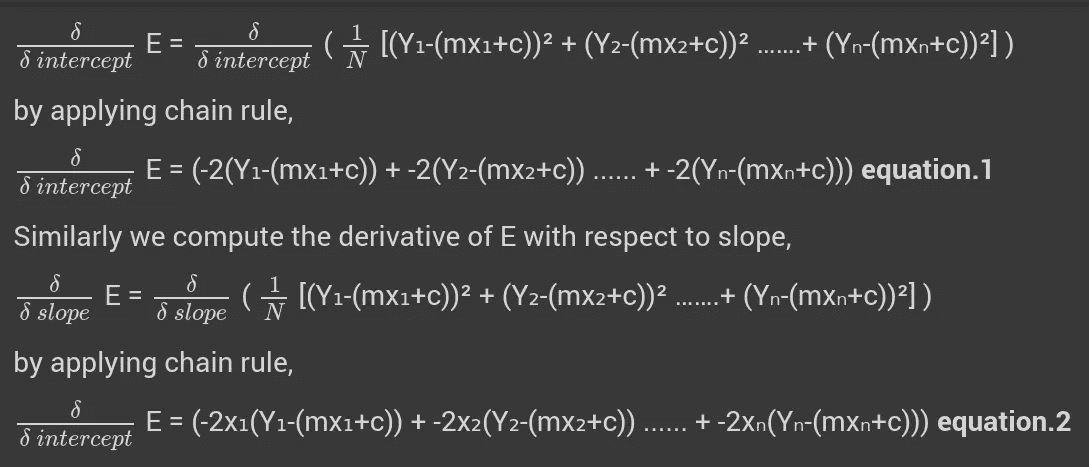 δ/δ intercept E = δ/δ intercept ( 1/N [(Y₁-(mx₁+c))² + (Y₂-(mx₂+c))² .......+ (Yₙ-(mxₙ+c))²] )
by applying chain rule,
δ/δ intercept E = (-2(Y₁-(mx₁+c)) + -2(Y₂-(mx₂+c)) ...... + -2(Yₙ-(mxₙ+c))) equation.1
Similarly we compute the derivative of E with respect to slope,
δ/δ slope E = δ/δ slope ( 1/N [(Y₁-(mx₁+c))² + (Y₂-(mx₂+c))² .......+ (Yₙ-(mxₙ+c))²] )
by applying chain rule,
δ/δ intercept E = (-2x₁(Y₁-(mx₁+c)) + -2x₂(Y₂-(mx₂+c)) ...... + -2xₙ(Yₙ-(mxₙ+c))) equation.2